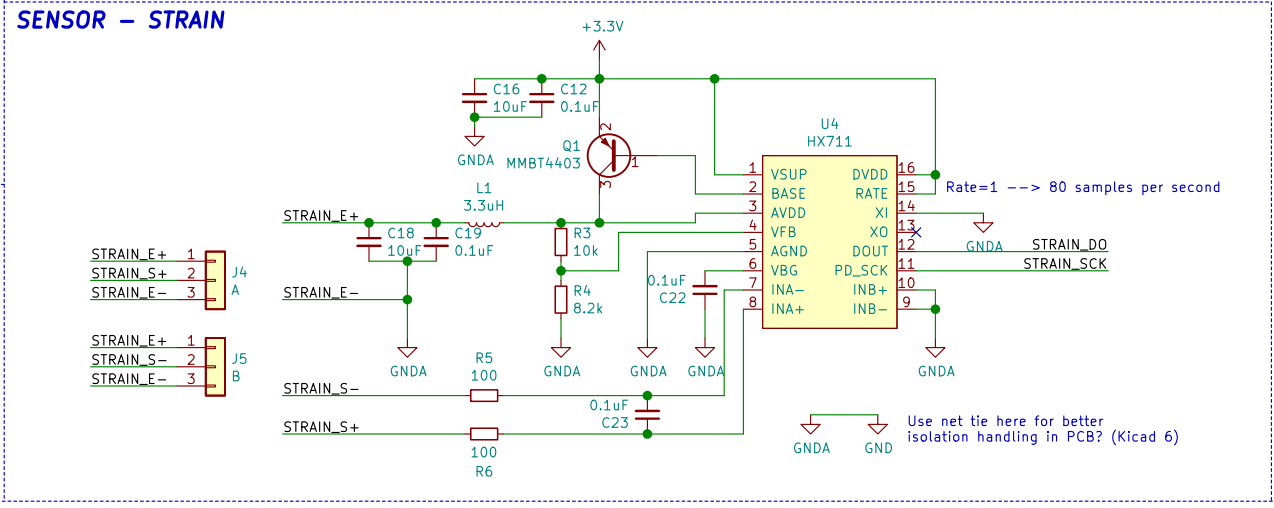 SENSOR - STRAIN
+3.3V
C16
10uF
C12
0.1uF
GNDA
Q1
MMBT4403
2
1
3
U4
HX711
1 VSUP
2 BASE
3 AVDD
4 VFB
5 AGND
6 VBG
7 INA-
8 INA+
DVDD 16
RATE 15
XI 14
XO 13
DOUT 12
PD_SCK 11
INB+ 10
INB- 9
Rate=1 --> 80 samples per second
GNDA
STRAIN_DO
STRAIN_SCK
GNDA
L1
3.3uH
STRAIN_E+
C18
10uF
C19
0.1uF
R3
10k
R4
8.2k
0.1uF
C22
STRAIN_E-
GNDA
GNDA
GNDA
GNDA
STRAIN_E+ 1
STRAIN_S+ 2
STRAIN_E- 3
J4
A
STRAIN_E+ 1
STRAIN_S- 2
STRAIN_E- 3
J5
B
R5
100
STRAIN_S-
0.1uF
C23
STRAIN_S+
100
R6
GNDA
GND
Use net tie here for better
isolation handling in PCB? (Kicad 6)